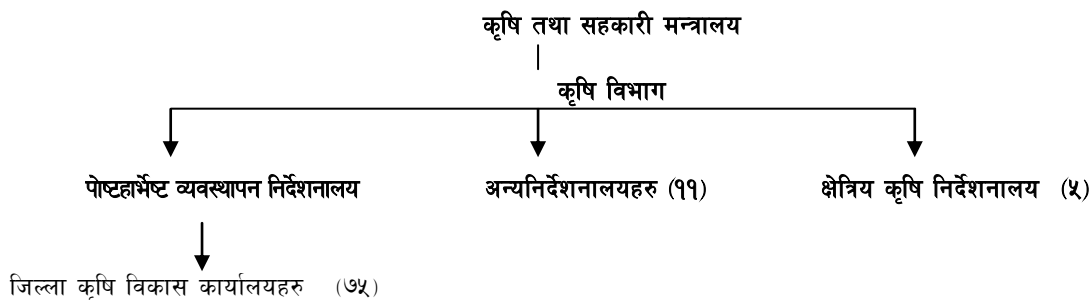 कृषि तथा सहकारी मन्त्रालय
कृषि विभाग
पोष्टहार्भेष्ट व्यवस्थापन निर्देशनालय अन्यनिर्देशनालयहरु (११) क्षेत्रिय कृषि निर्देशनालय (५)
जिल्ला कृषि विकास कार्यालयहरु (७५)